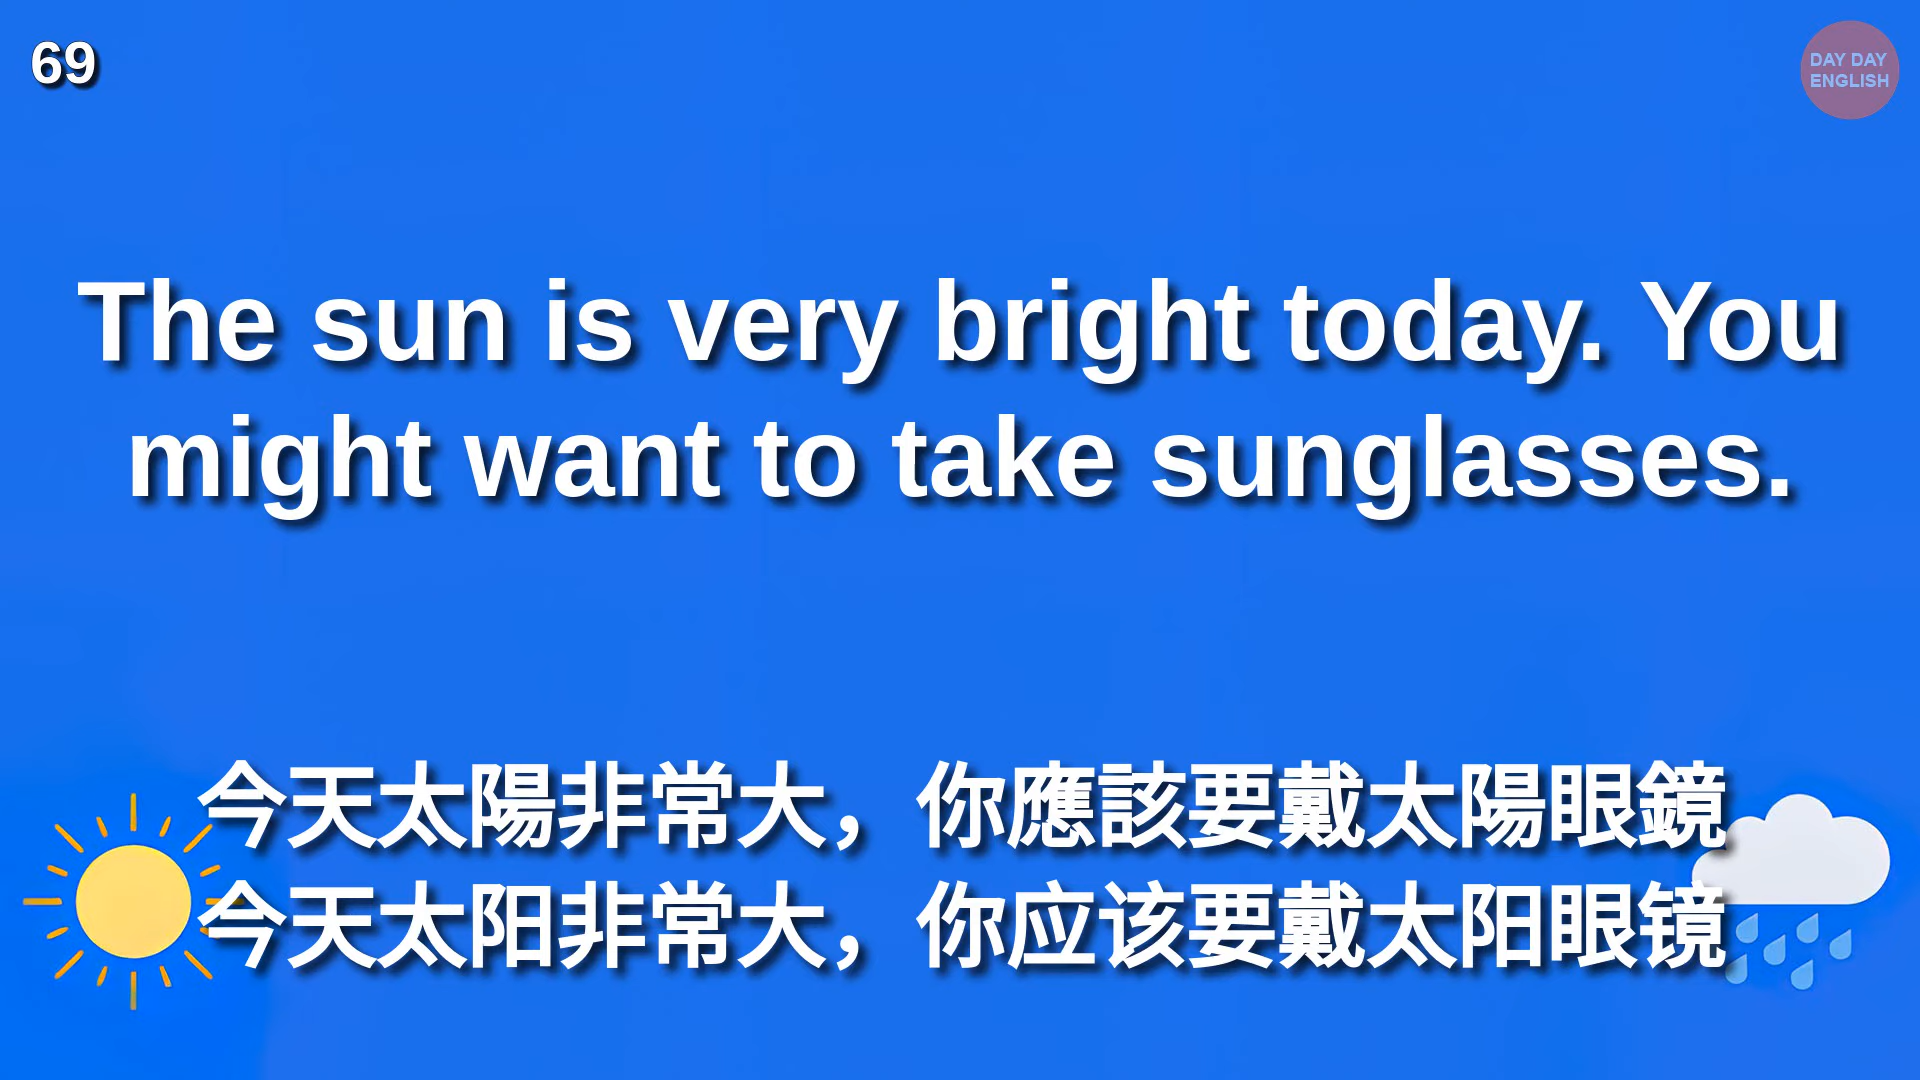 69
DAY DAY
ENGLISH
The sun is very bright today. You
might want to take sunglasses.
今天太陽非常大，你應該要戴太陽眼鏡
今天太阳非常大，你应该要戴太阳眼镜